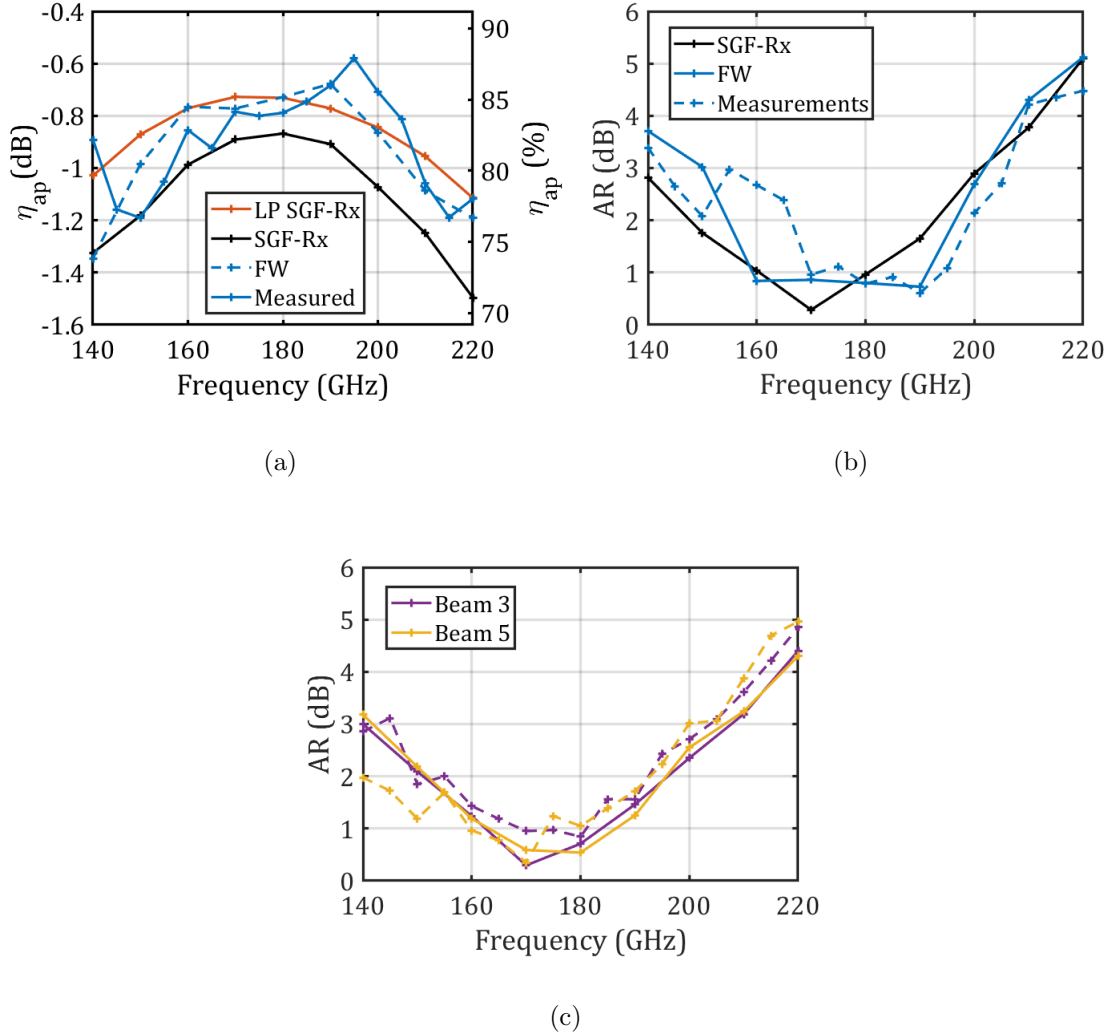 -0.4
-0.6
-0.8
-1
-1.2
-1.4
-1.6
η_ap (dB)
90
85
80
75
70
η_ap (%)
LP SGF-Rx
SGF-Rx
FW
Measured
140 160 180 200 220
Frequency (GHz)
(a)
6
5
4
3
2
1
0
AR (dB)
SGF-Rx
FW
Measurements
140 160 180 200 220
Frequency (GHz)
(b)
6
5
4
3
2
1
0
AR (dB)
Beam 3
Beam 5
140 160 180 200 220
Frequency (GHz)
(c)